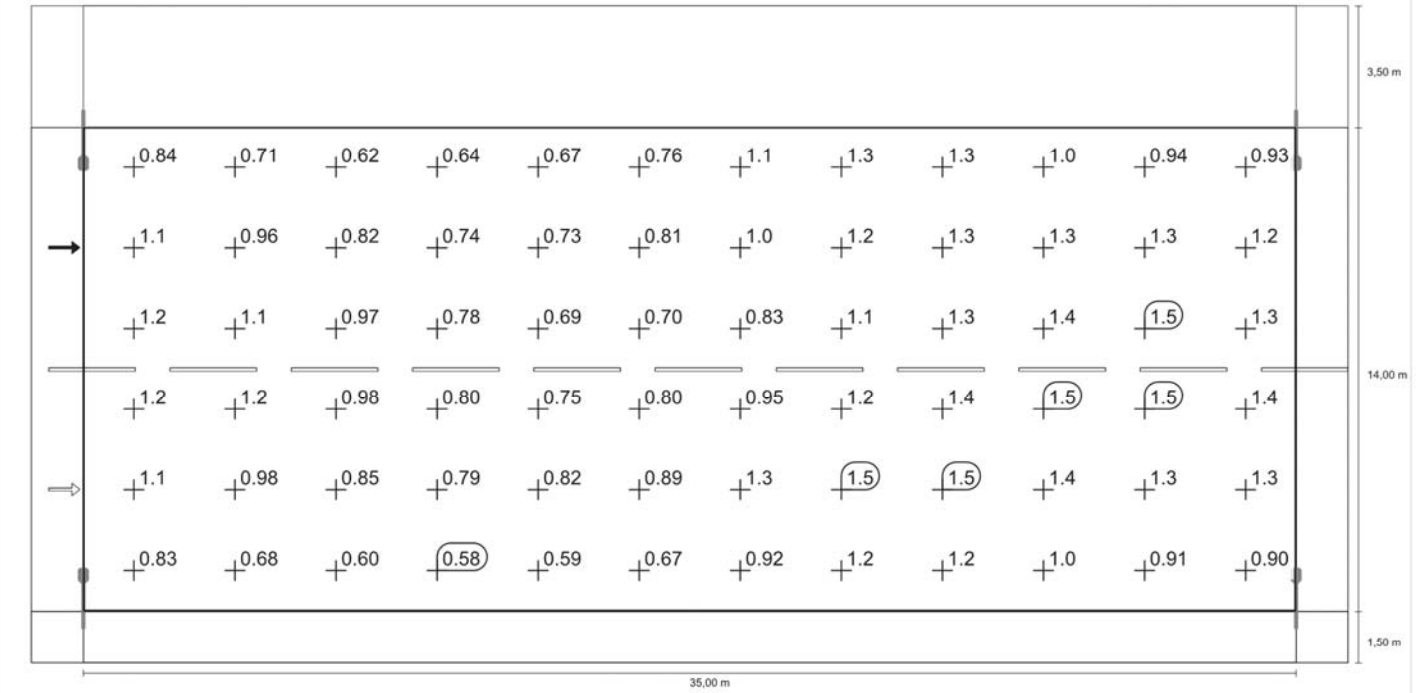 3,50 m
0.84 0.71 0.62 0.64 0.67 0.76 1.1 1.3 1.3 1.0 0.94 0.93
1.1 0.96 0.82 0.74 0.73 0.81 1.0 1.2 1.3 1.3 1.3 1.2
1.2 1.1 0.97 0.78 0.69 0.70 0.83 1.1 1.3 1.4 1.5 1.3
14,00 m
1.2 1.2 0.98 0.80 0.75 0.80 0.95 1.2 1.4 1.5 1.5 1.4
1.1 0.98 0.85 0.79 0.82 0.89 1.3 1.5 1.5 1.4 1.3 1.3
0.83 0.68 0.60 0.58 0.59 0.67 0.92 1.2 1.2 1.0 0.91 0.90
1,50 m
35,00 m